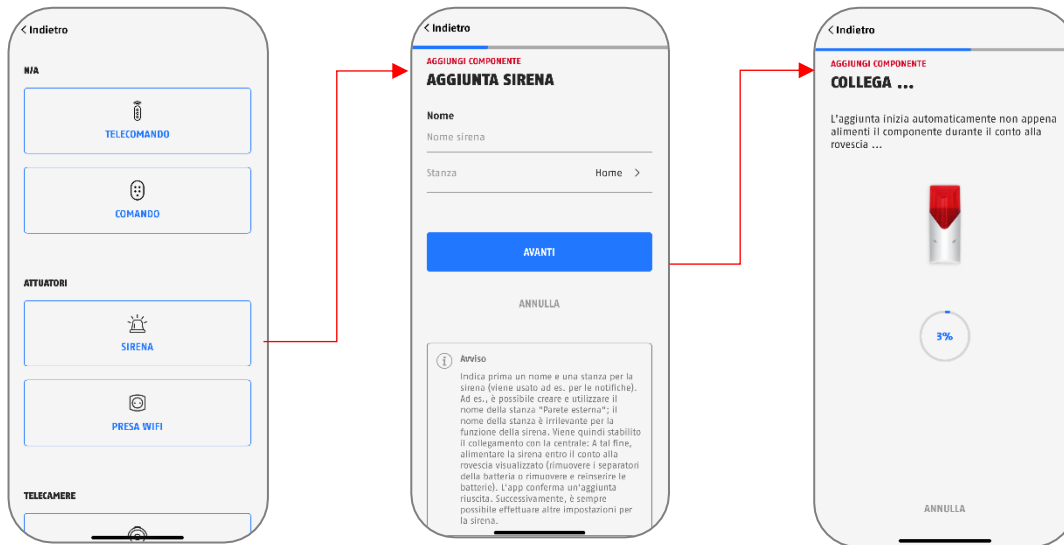 < Indietro
N/A
TELECOMANDO
COMANDO
ATTUATORI
SIRENA
PRESA WIFI
TELECAMERE
< Indietro
AGGIUNGI COMPONENTE
AGGIUNTA SIRENA
Nome
Nome sirena
Stanza Home >
AVANTI
ANNULLA
Avviso
Indica prima un nome e una stanza per la
sirena (viene usato ad es. per le notifiche).
Ad es., è possibile creare e utilizzare il
nome della stanza "Parete esterna"; il
nome della stanza è irrilevante per la
funzione della sirena. Viene quindi stabilito
il collegamento con la centrale: A tal fine,
alimentare la sirena entro il conto alla
rovescia visualizzato (rimuovere i separatori
della batteria o rimuovere e reinserire le
batterie). L'app conferma un'aggiunta
riuscita. Successivamente, è sempre
possibile effettuare altre impostazioni per
la sirena.
< Indietro
AGGIUNGI COMPONENTE
COLLEGA ...
L'aggiunta inizia automaticamente non appena
alimenti il componente durante il conto alla
rovescia ...
3%
ANNULLA